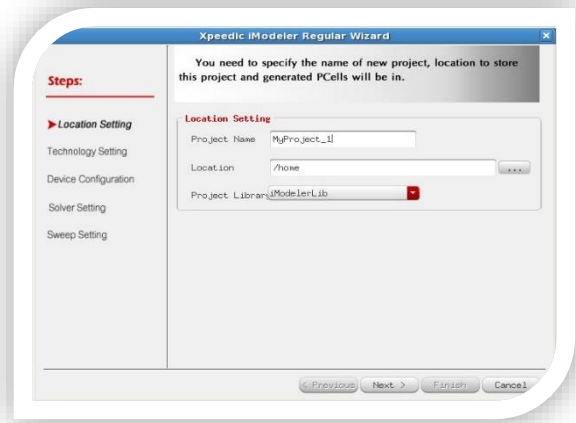 Xpeedic iModeler Regular Wizard
Steps:
You need to specify the name of new project, location to store
this project and generated PCells will be in.
Location Setting
Technology Setting
Device Configuration
Solver Setting
Sweep Setting
Location Setting
Project Name MyProject_1
Location /home ...
Project Librar iModelerLib
< Previous Next > Finish Cancel